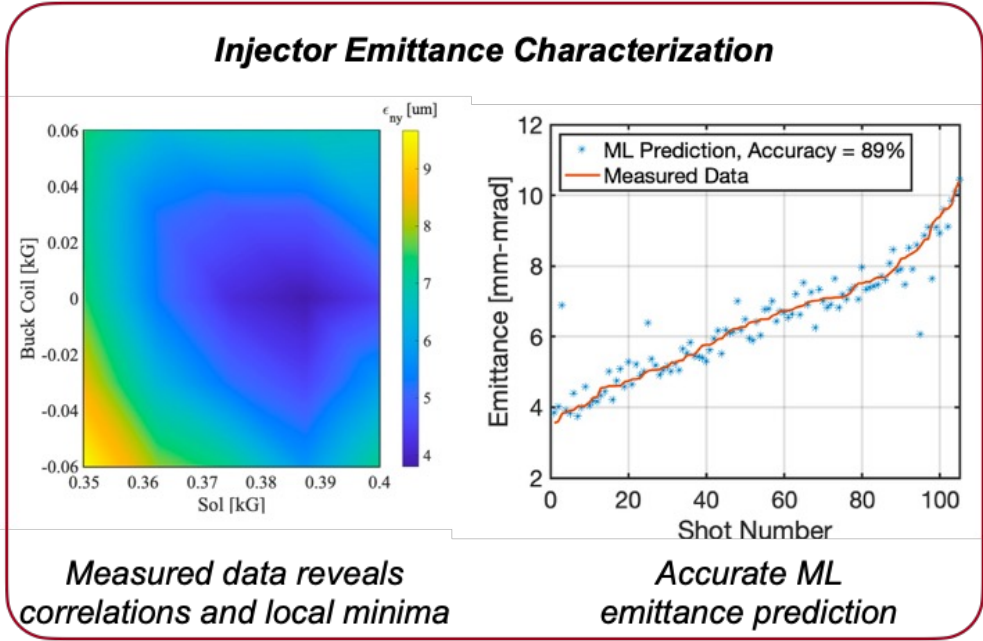 Injector Emittance Characterization
ϵny [um]
0.06
0.04
0.02
0
-0.02
-0.04
-0.06
Buck Coil [kG]
0.35
0.36
0.37
0.38
0.39
0.4
Sol [kG]
9
8
7
6
5
4
12
10
8
6
4
2
Emittance [mm-mrad]
ML Prediction, Accuracy = 89%
Measured Data
0
20
40
60
80
100
Shot Number
Measured data reveals
correlations and local minima
Accurate ML
emittance prediction